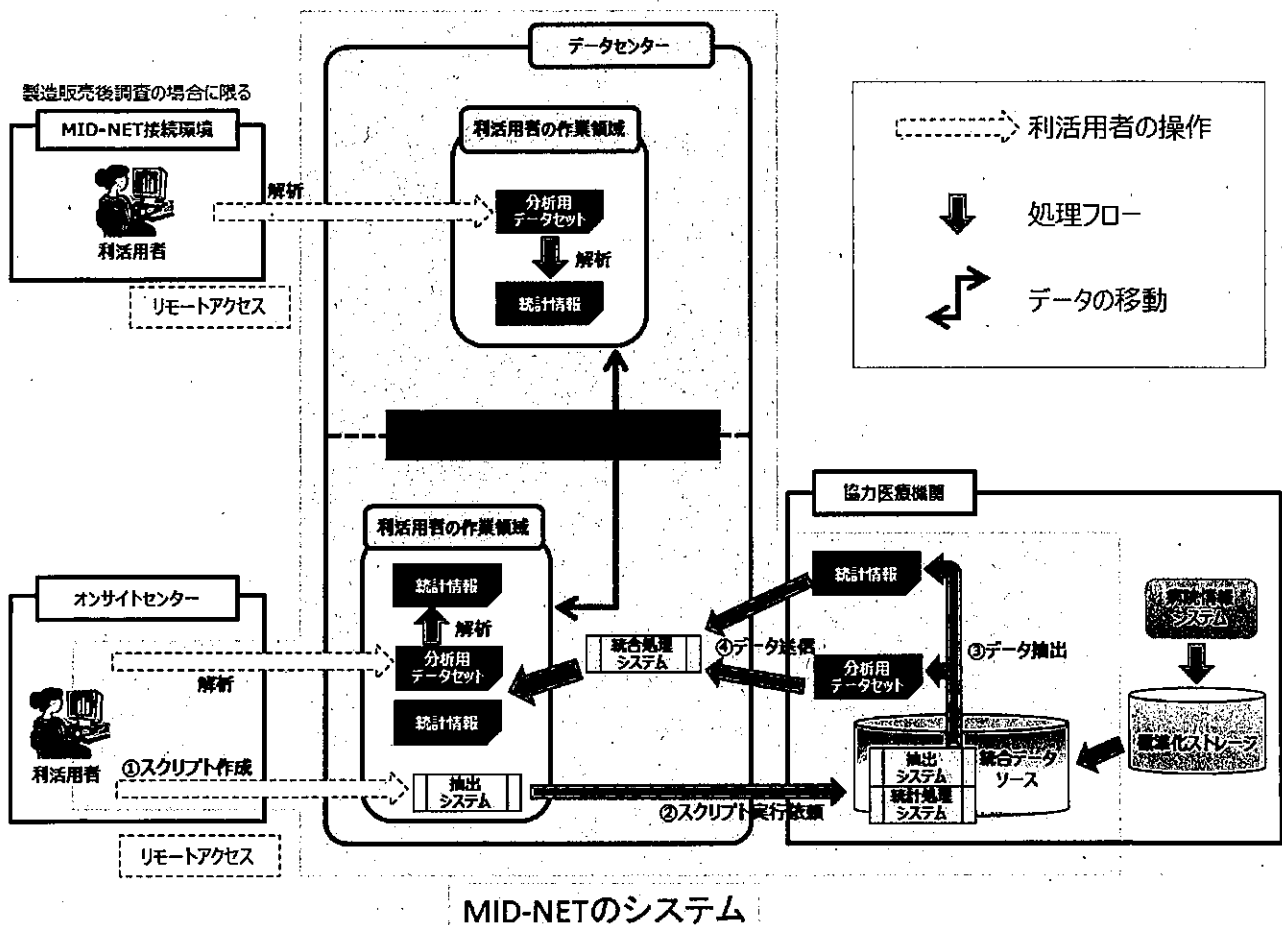 データセンター
製造販売後調査の場合に限る
MID-NET接続環境
利活用者
解析
リモートアクセス
利活用者の作業領域
分析用
データセット
解析
統計情報
利活用者の操作
処理フロー
データの移動
協力医療機関
利活用者の作業領域
統計情報
解析
分析用
データセット
統計情報
抽出
システム
オンサイトセンター
解析
利活用者
①スクリプト作成
リモートアクセス
統合処理
システム
④データ送信
②スクリプト実行依頼
統計情報
分析用
データセット
③データ抽出
抽出
システム
統計処理
システム
統合データ
ソース
病院情報
システム
標準化ストレージ
MID-NETのシステム